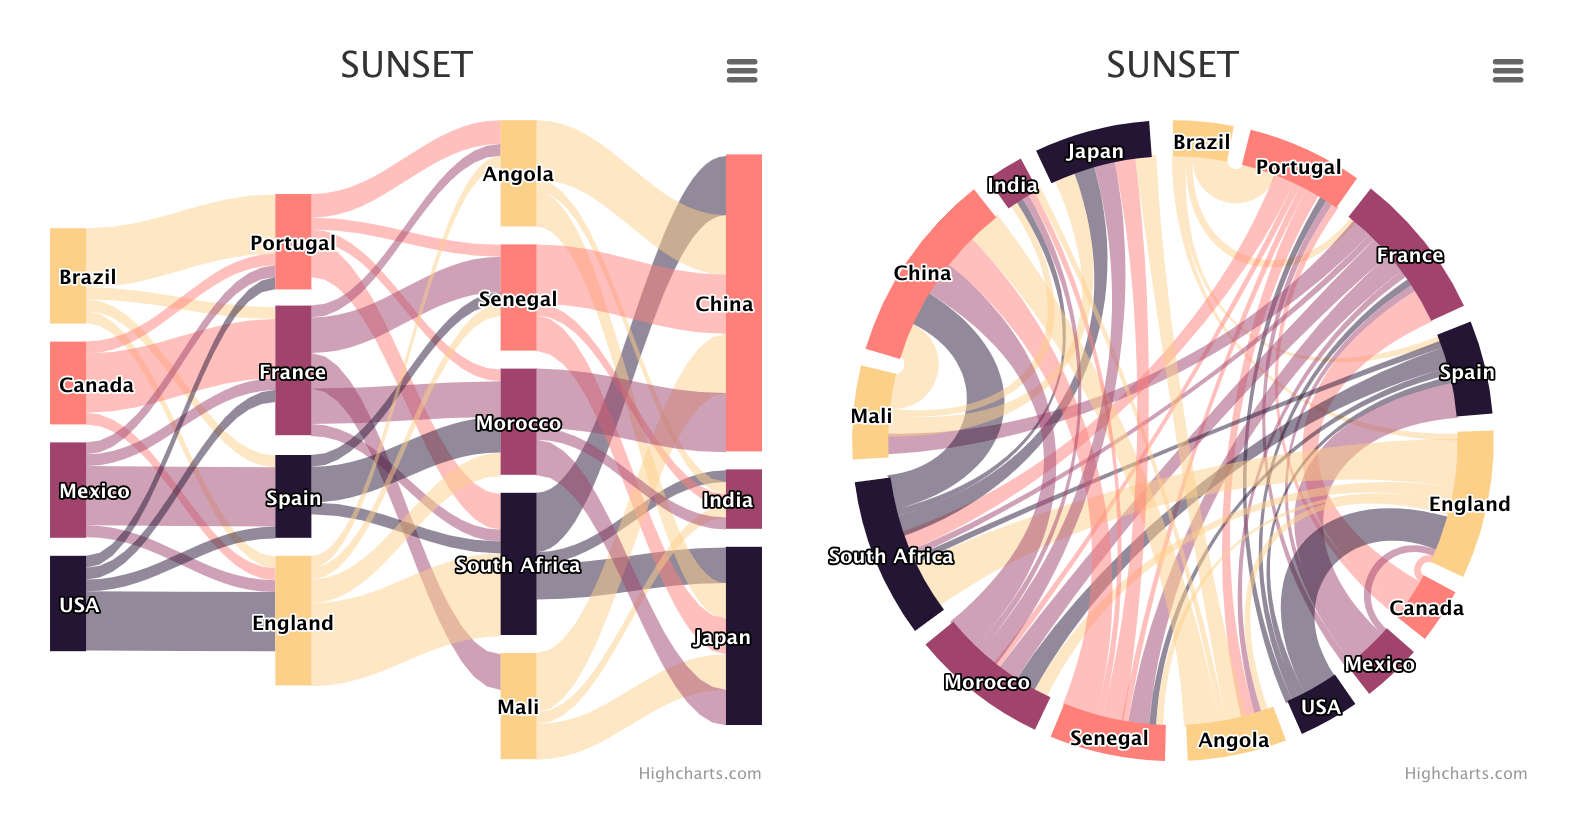 SUNSET
Brazil
Canada
Mexico
USA
Portugal
France
Spain
England
Angola
Senegal
Morocco
South Africa
Mali
China
India
Japan
Highcharts.com
SUNSET
Brazil
Portugal
France
Spain
England
Canada
Mexico
USA
Angola
Senegal
Morocco
South Africa
Mali
China
India
Japan
Highcharts.com